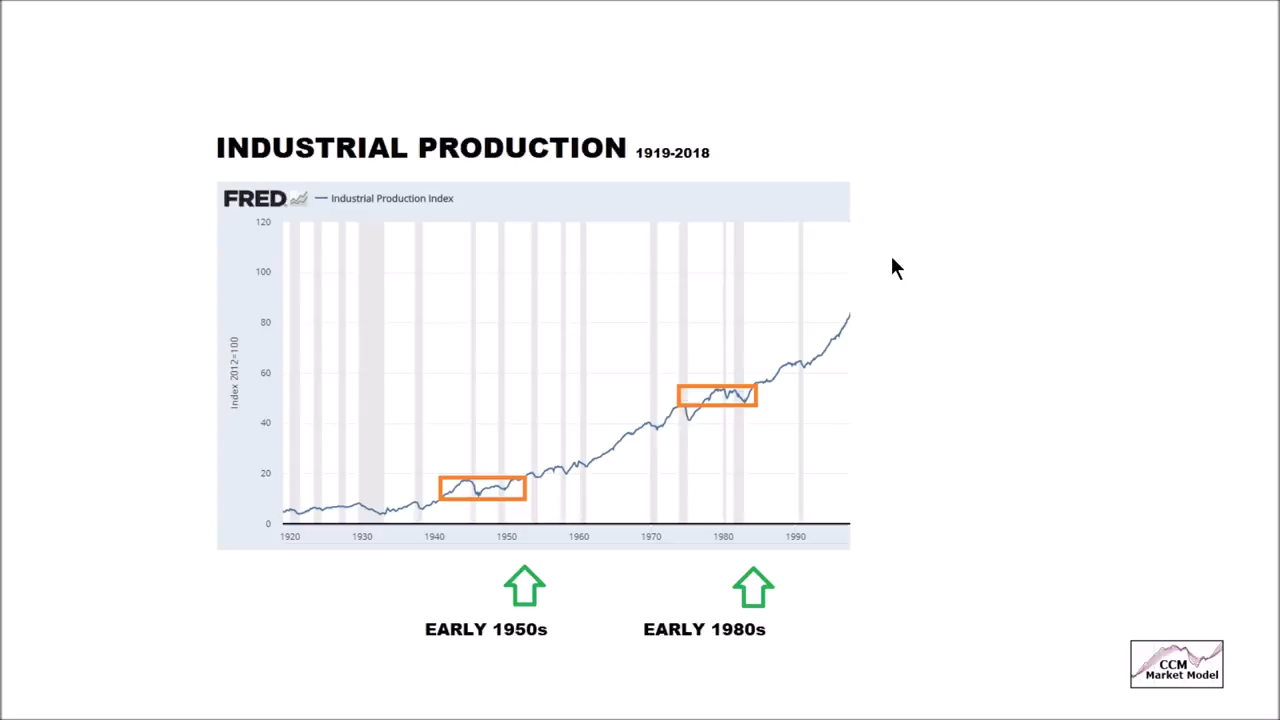 INDUSTRIAL PRODUCTION 1919-2018
FRED Industrial Production Index
120
100
80
60
40
20
0
Index 2012=100
1920 1930 1940 1950 1960 1970 1980 1990
EARLY 1950s EARLY 1980s
CCM
Market Model